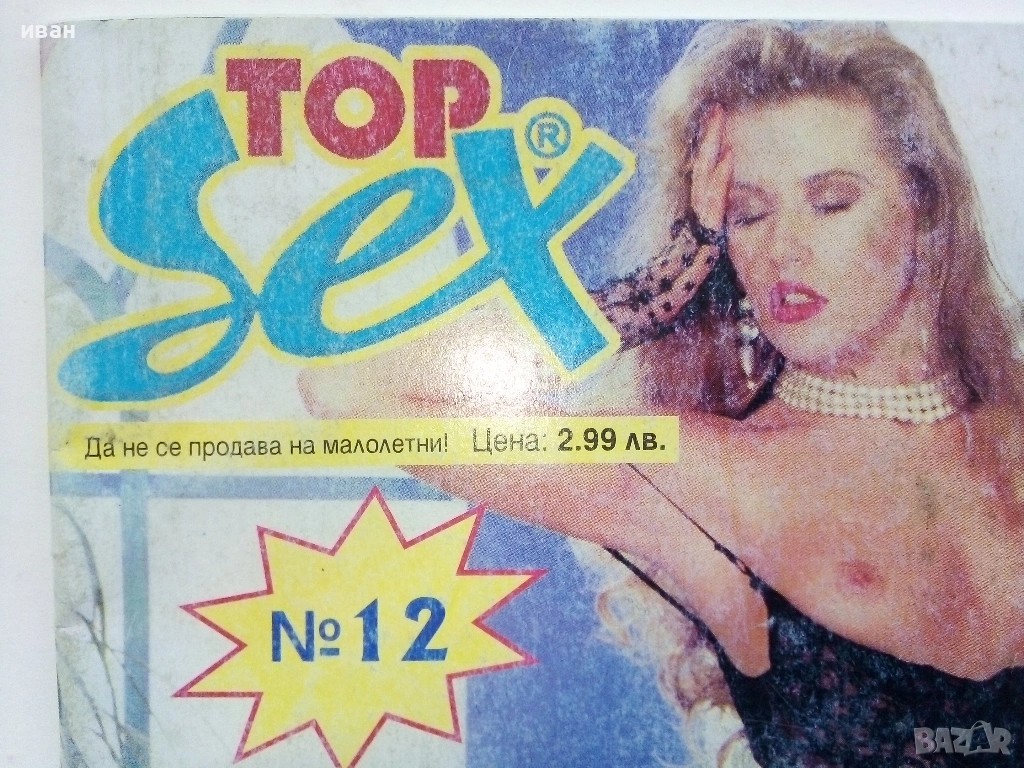 иван
TOP
Sex®
Да не се продава на малолетни! Цена: 2.99 лв.
№12
BAZAR